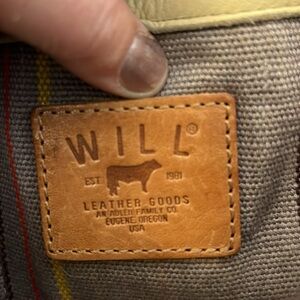 WILL®
EST 1981
LEATHER GOODS
AN ADLER FAMILY CO.
EUGENE, OREGON
USA